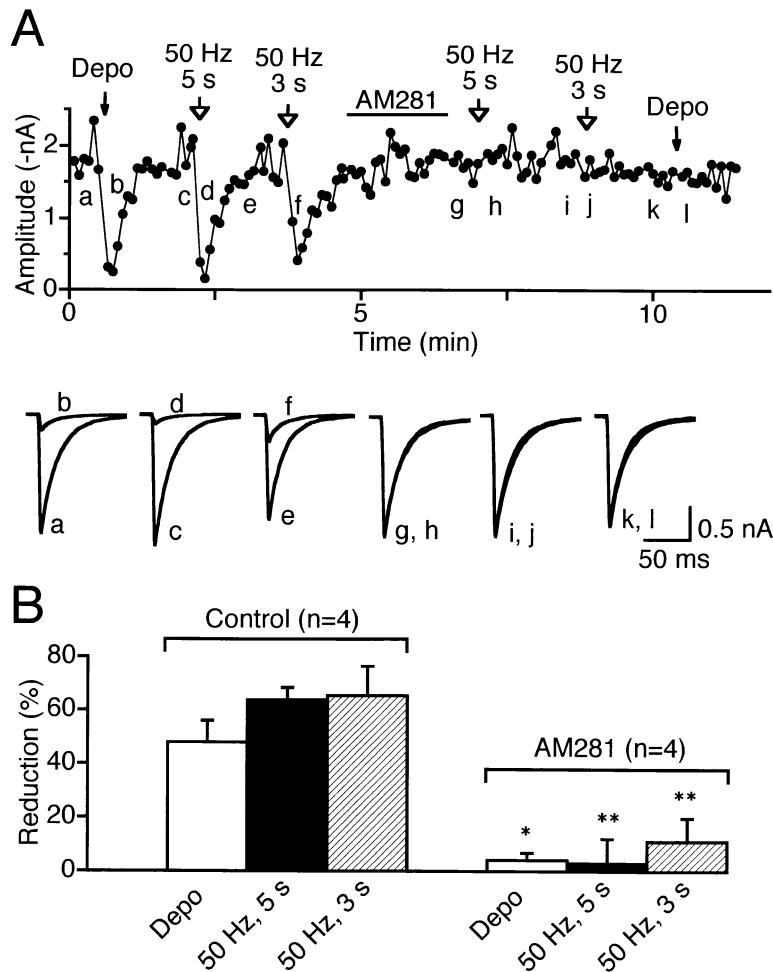 A
Depo
50 Hz
5 s
50 Hz
3 s
AM281
50 Hz
5 s
50 Hz
3 s
Depo
Amplitude (-nA)
2
1
0
a
b
c
d
e
f
g
h
i
j
k
l
0
5
10
Time (min)
b
d
f
a
c
e
g, h
i, j
k, l
0.5 nA
50 ms
B
Control (n=4)
Reduction (%)
80
60
40
20
0
AM281 (n=4)
*
**
**
Depo
50 Hz, 5 s
50 Hz, 3 s
Depo
50 Hz, 5 s
50 Hz, 3 s